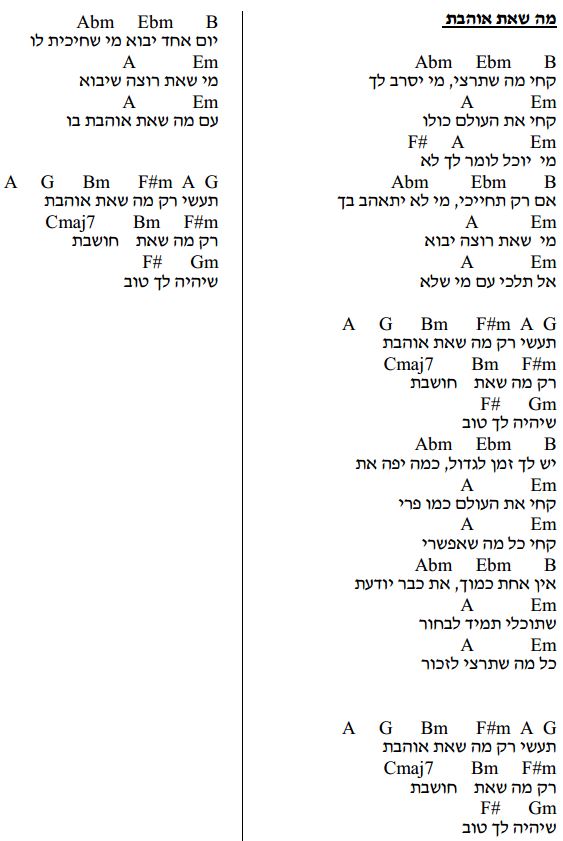 מה שאת אוהבת
Abm Ebm B
קחי מה שתרצי, מי יסרב לך
A Em
קחי את העולם כולו
F# A Em
מי יוכל לומר לך לא
Abm Ebm B
אם רק תחייכי, מי לא יתאהב בך
A Em
מי שאת רוצה יבוא
A Em
אל תלכי עם מי שלא
A G Bm F#m A G
תעשי רק מה שאת אוהבת
Cmaj7 Bm F#m
רק מה שאת חושבת
F# Gm
שיהיה לך טוב
Abm Ebm B
יש לך זמן לגדול, כמה יפה את
A Em
קחי את העולם כמו פרי
A Em
קחי כל מה שאפשרי
Abm Ebm B
אין אחת כמוך, את כבר יודעת
A Em
שתוכלי תמיד לבחור
A Em
כל מה שתרצי לזכור
A G Bm F#m A G
תעשי רק מה שאת אוהבת
Cmaj7 Bm F#m
רק מה שאת חושבת
F# Gm
שיהיה לך טוב
Abm Ebm B
יום אחד יבוא מי שחיכית לו
A Em
מי שאת רוצה שיבוא
A Em
עם מה שאת אוהבת בו
A G Bm F#m A G
תעשי רק מה שאת אוהבת
Cmaj7 Bm F#m
רק מה שאת חושבת
F# Gm
שיהיה לך טוב